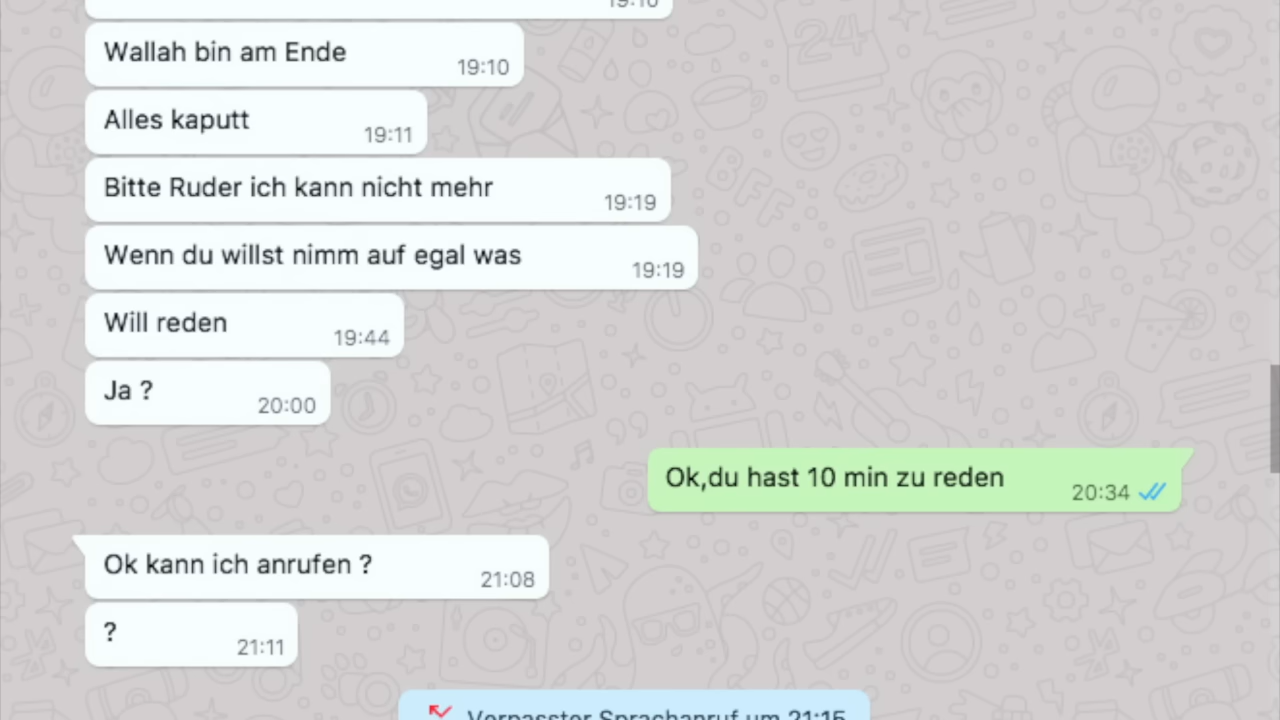 19:10
Wallah bin am Ende
19:10
Alles kaputt
19:11
Bitte Ruder ich kann nicht mehr
19:19
Wenn du willst nimm auf egal was
19:19
Will reden
19:44
Ja ?
20:00
Ok,du hast 10 min zu reden
20:34
Ok kann ich anrufen ?
21:08
?
21:11
Verpasster Sprachanruf um 21:15